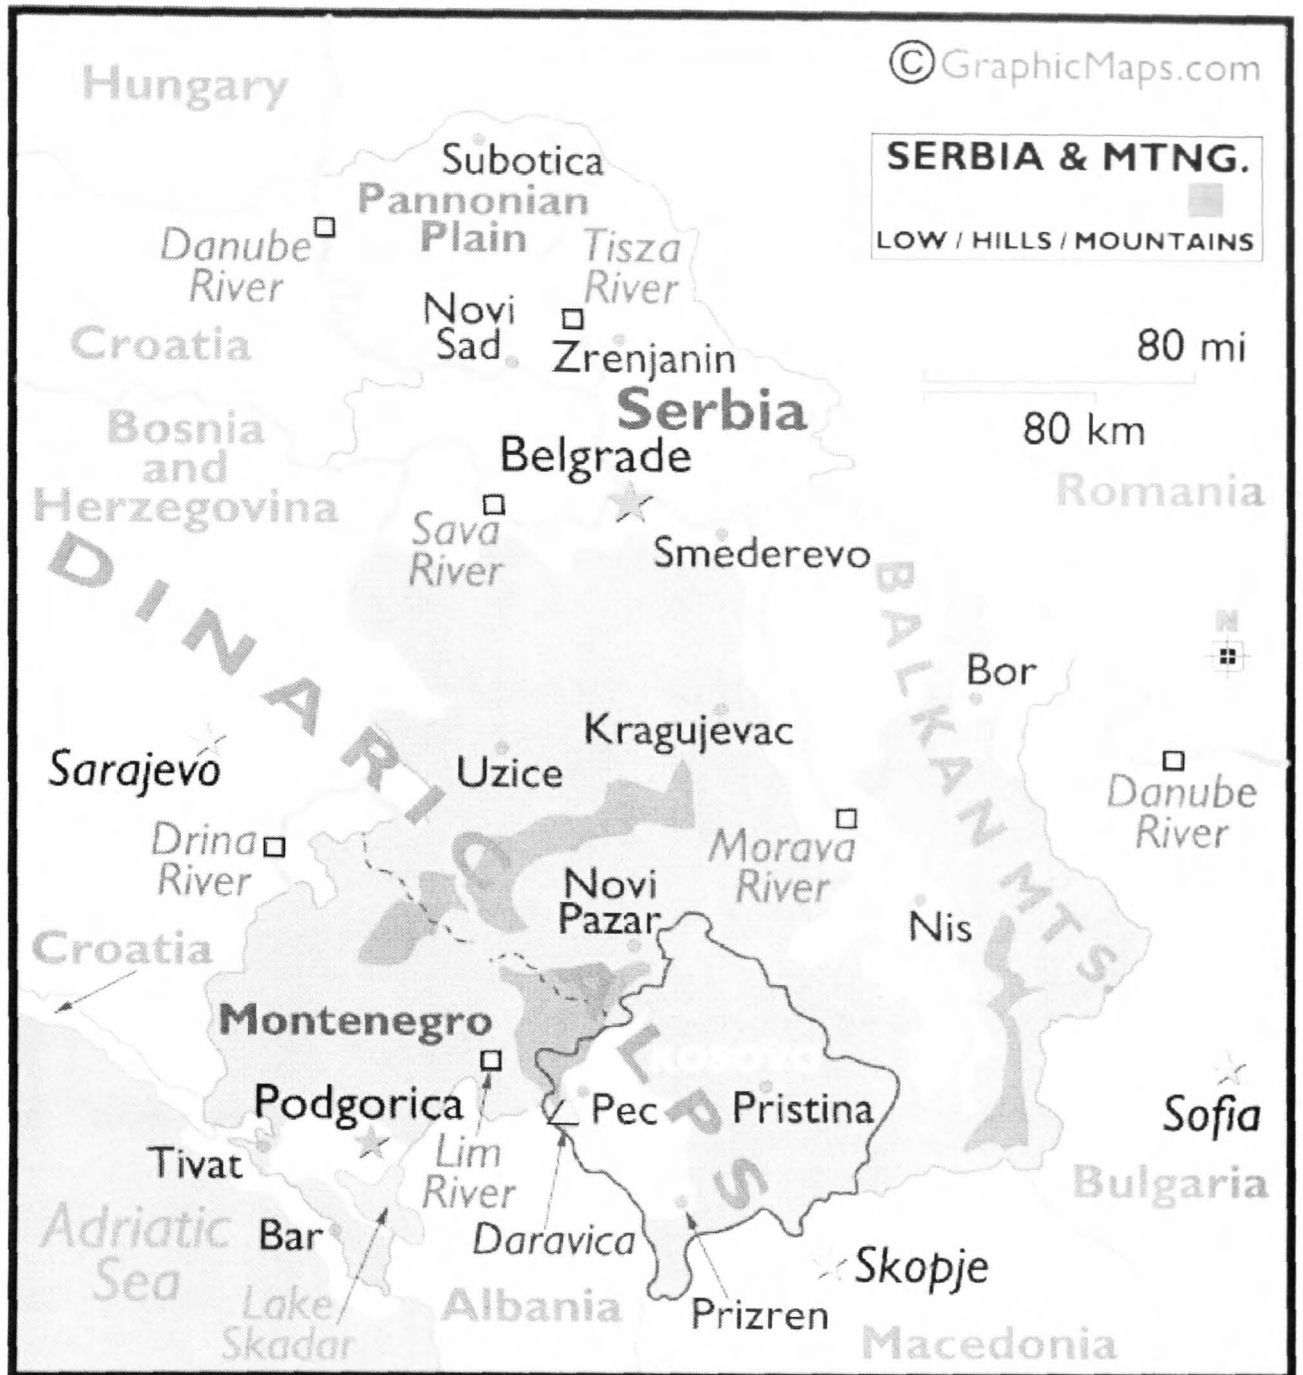 ©GraphicMaps.com
Hungary
SERBIA & MTNG.
LOW / HILLS / MOUNTAINS
Subotica
Pannonian
Plain
Danube
River
Tisza
River
Novi
Sad
Zrenjanin
Croatia
80 mi
80 km
Serbia
Belgrade
Bosnia
and
Herzegovina
Romania
Sava
River
Smederevo
DINARIC ALPS
BALKAN MTS.
N
Bor
Kragujevac
Sarajevo
Uzice
Danube
River
Drina
River
Morava
River
Novi
Pazar
Nis
Croatia
Montenegro
Kosovo
Podgorica
Pec
Pristina
Sofia
Tivat
Lim
River
Bulgaria
Adriatic
Sea
Bar
Daravica
Skopje
Lake
Skadar
Albania
Prizren
Macedonia